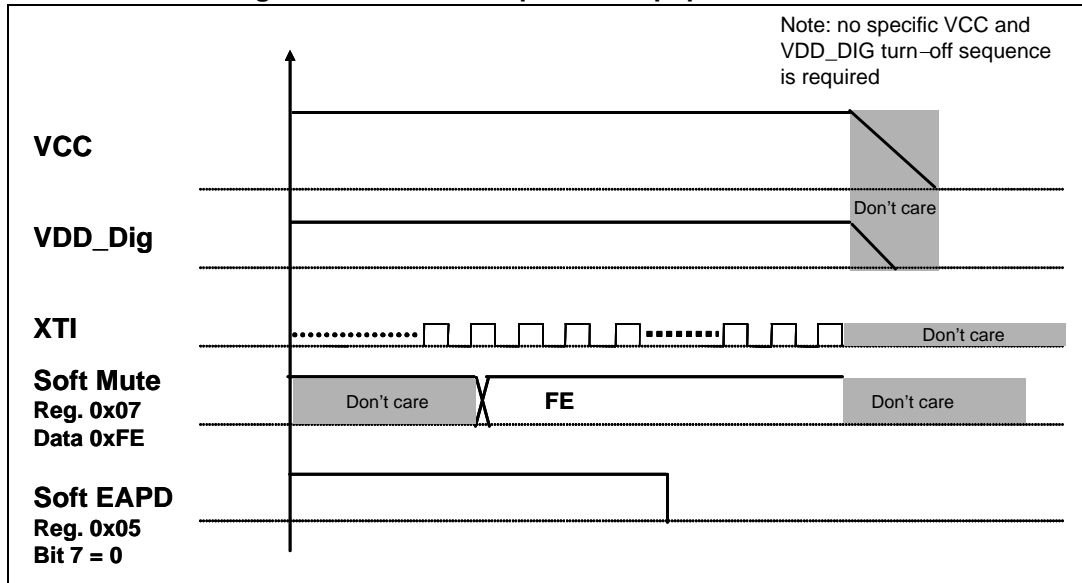 Note: no specific VCC and
VDD_DIG turn–off sequence
is required
VCC
Don't care
VDD_Dig
XTI
Don't care
Soft Mute
Reg. 0x07
Data 0xFE
Don't care
FE
Don't care
Soft EAPD
Reg. 0x05
Bit 7 = 0